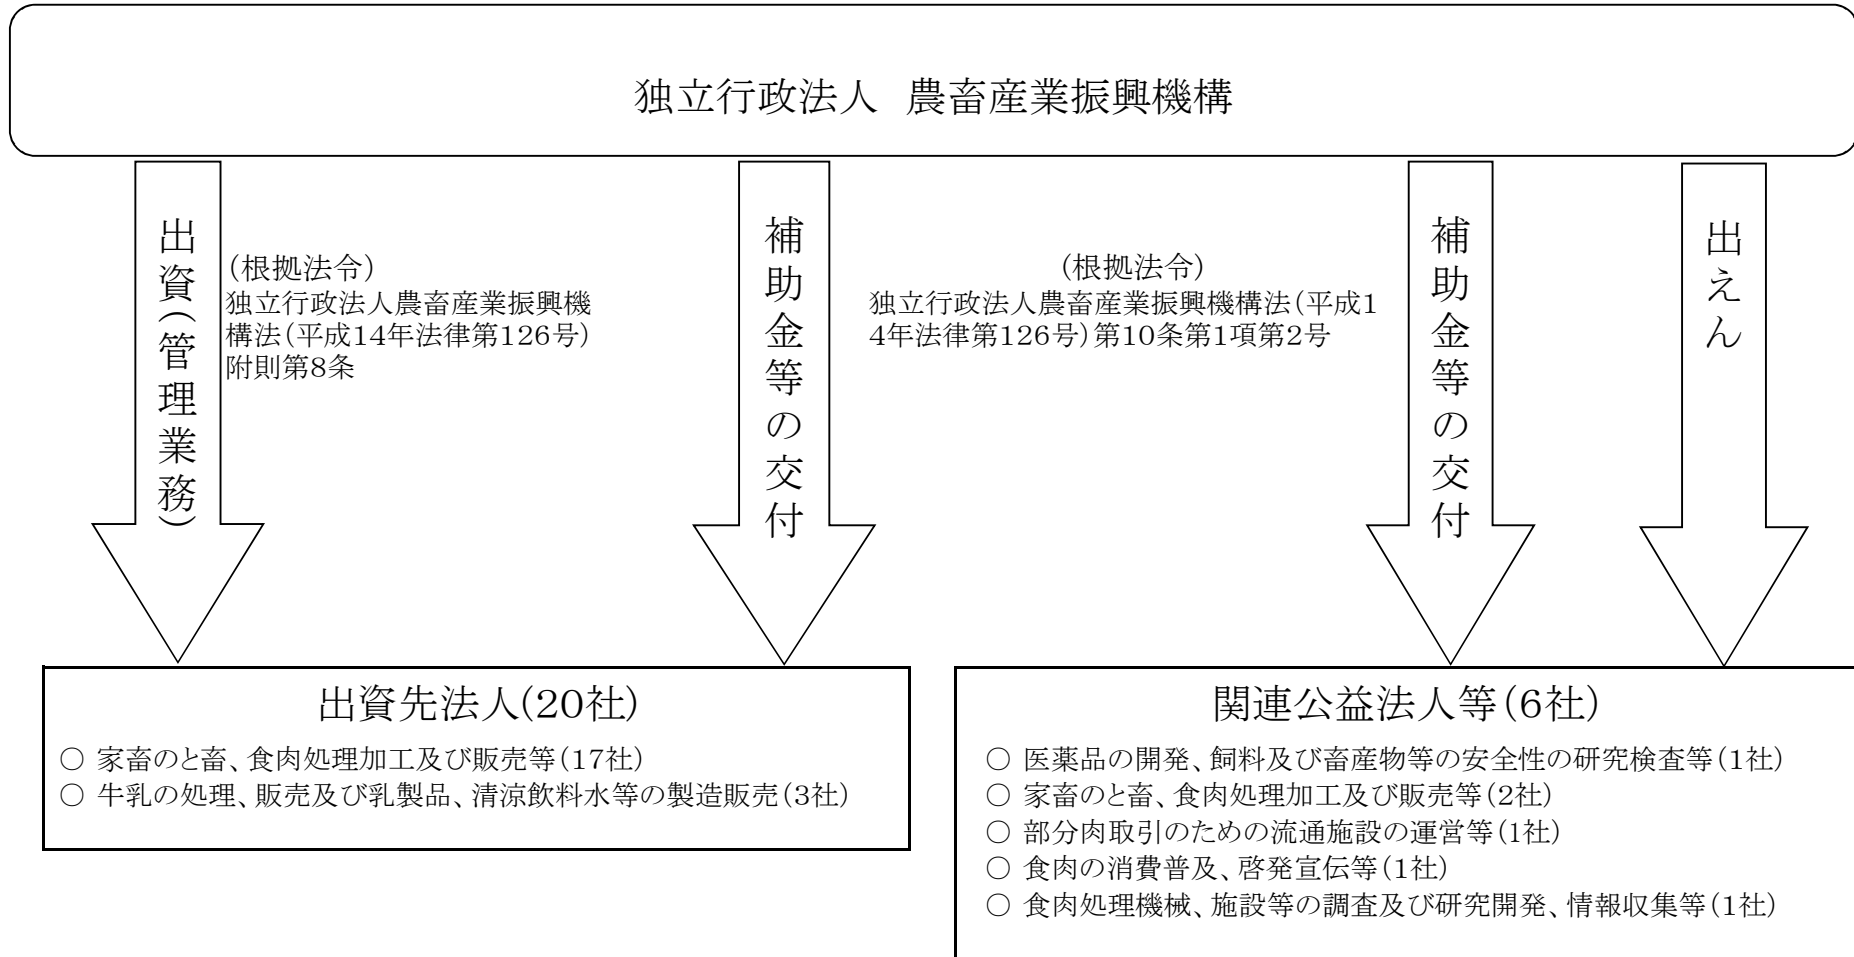 独立行政法人 農畜産業振興機構
出資(管理業務)
(根拠法令)
独立行政法人農畜産業振興機
構法(平成14年法律第126号)
附則第8条
補助金等の交付
(根拠法令)
独立行政法人農畜産業振興機構法(平成1
4年法律第126号)第10条第1項第2号
補助金等の交付
出えん
出資先法人(20社)
○ 家畜のと畜、食肉処理加工及び販売等(17社)
○ 牛乳の処理、販売及び乳製品、清涼飲料水等の製造販売(3社)
関連公益法人等(6社)
○ 医薬品の開発、飼料及び畜産物等の安全性の研究検査等(1社)
○ 家畜のと畜、食肉処理加工及び販売等(2社)
○ 部分肉取引のための流通施設の運営等(1社)
○ 食肉の消費普及、啓発宣伝等(1社)
○ 食肉処理機械、施設等の調査及び研究開発、情報収集等(1社)